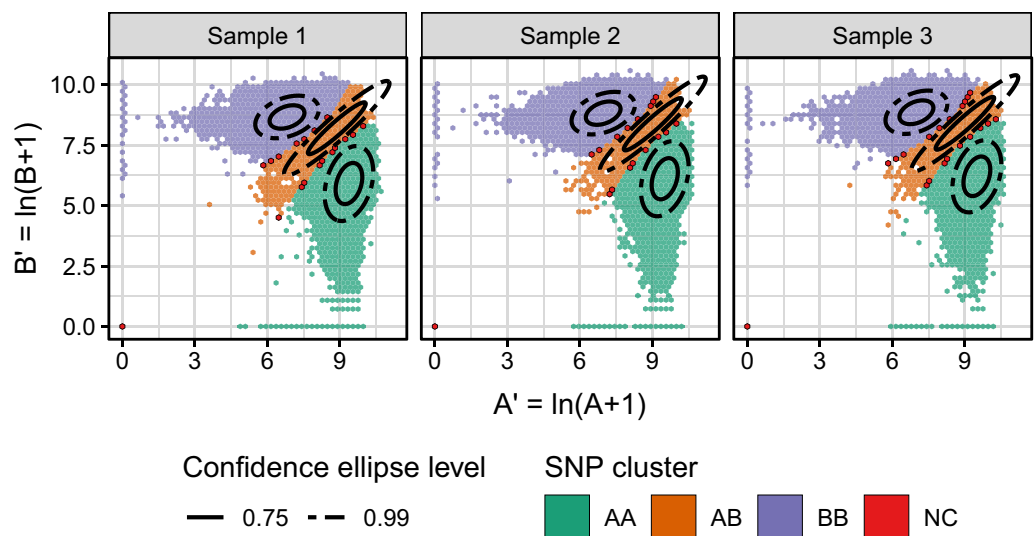 Sample 1 Sample 2 Sample 3
10.0
7.5
5.0
2.5
0.0
B' = ln(B+1)
0 3 6 9 0 3 6 9 0 3 6 9
A' = ln(A+1)
Confidence ellipse level SNP cluster
0.75 0.99 AA AB BB NC